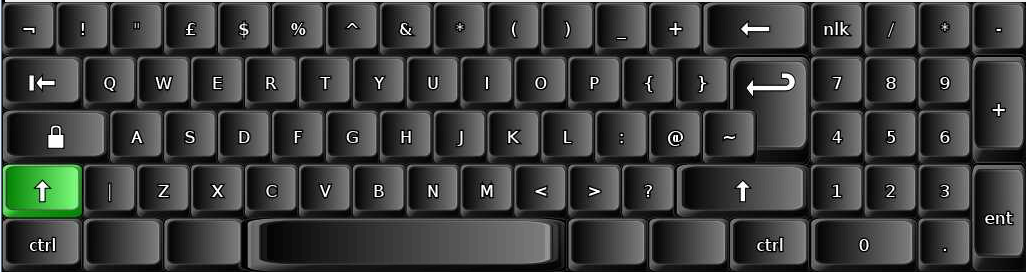 ¬ ! " £ $ % ^ & * ( ) _ + ← nlk / * -
Q W E R T Y U I O P { } 7 8 9 +
A S D F G H J K L : @ ~ 4 5 6
| Z X C V B N M < > ? 1 2 3 ent
ctrl ctrl 0 .